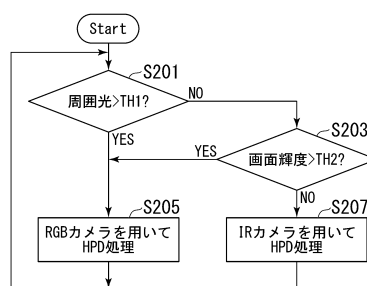 Start
S201
周囲光>TH1?
NO
YES
S203
画面輝度>TH2?
YES
NO
S205
RGBカメラを用いて
HPD処理
S207
IRカメラを用いて
HPD処理